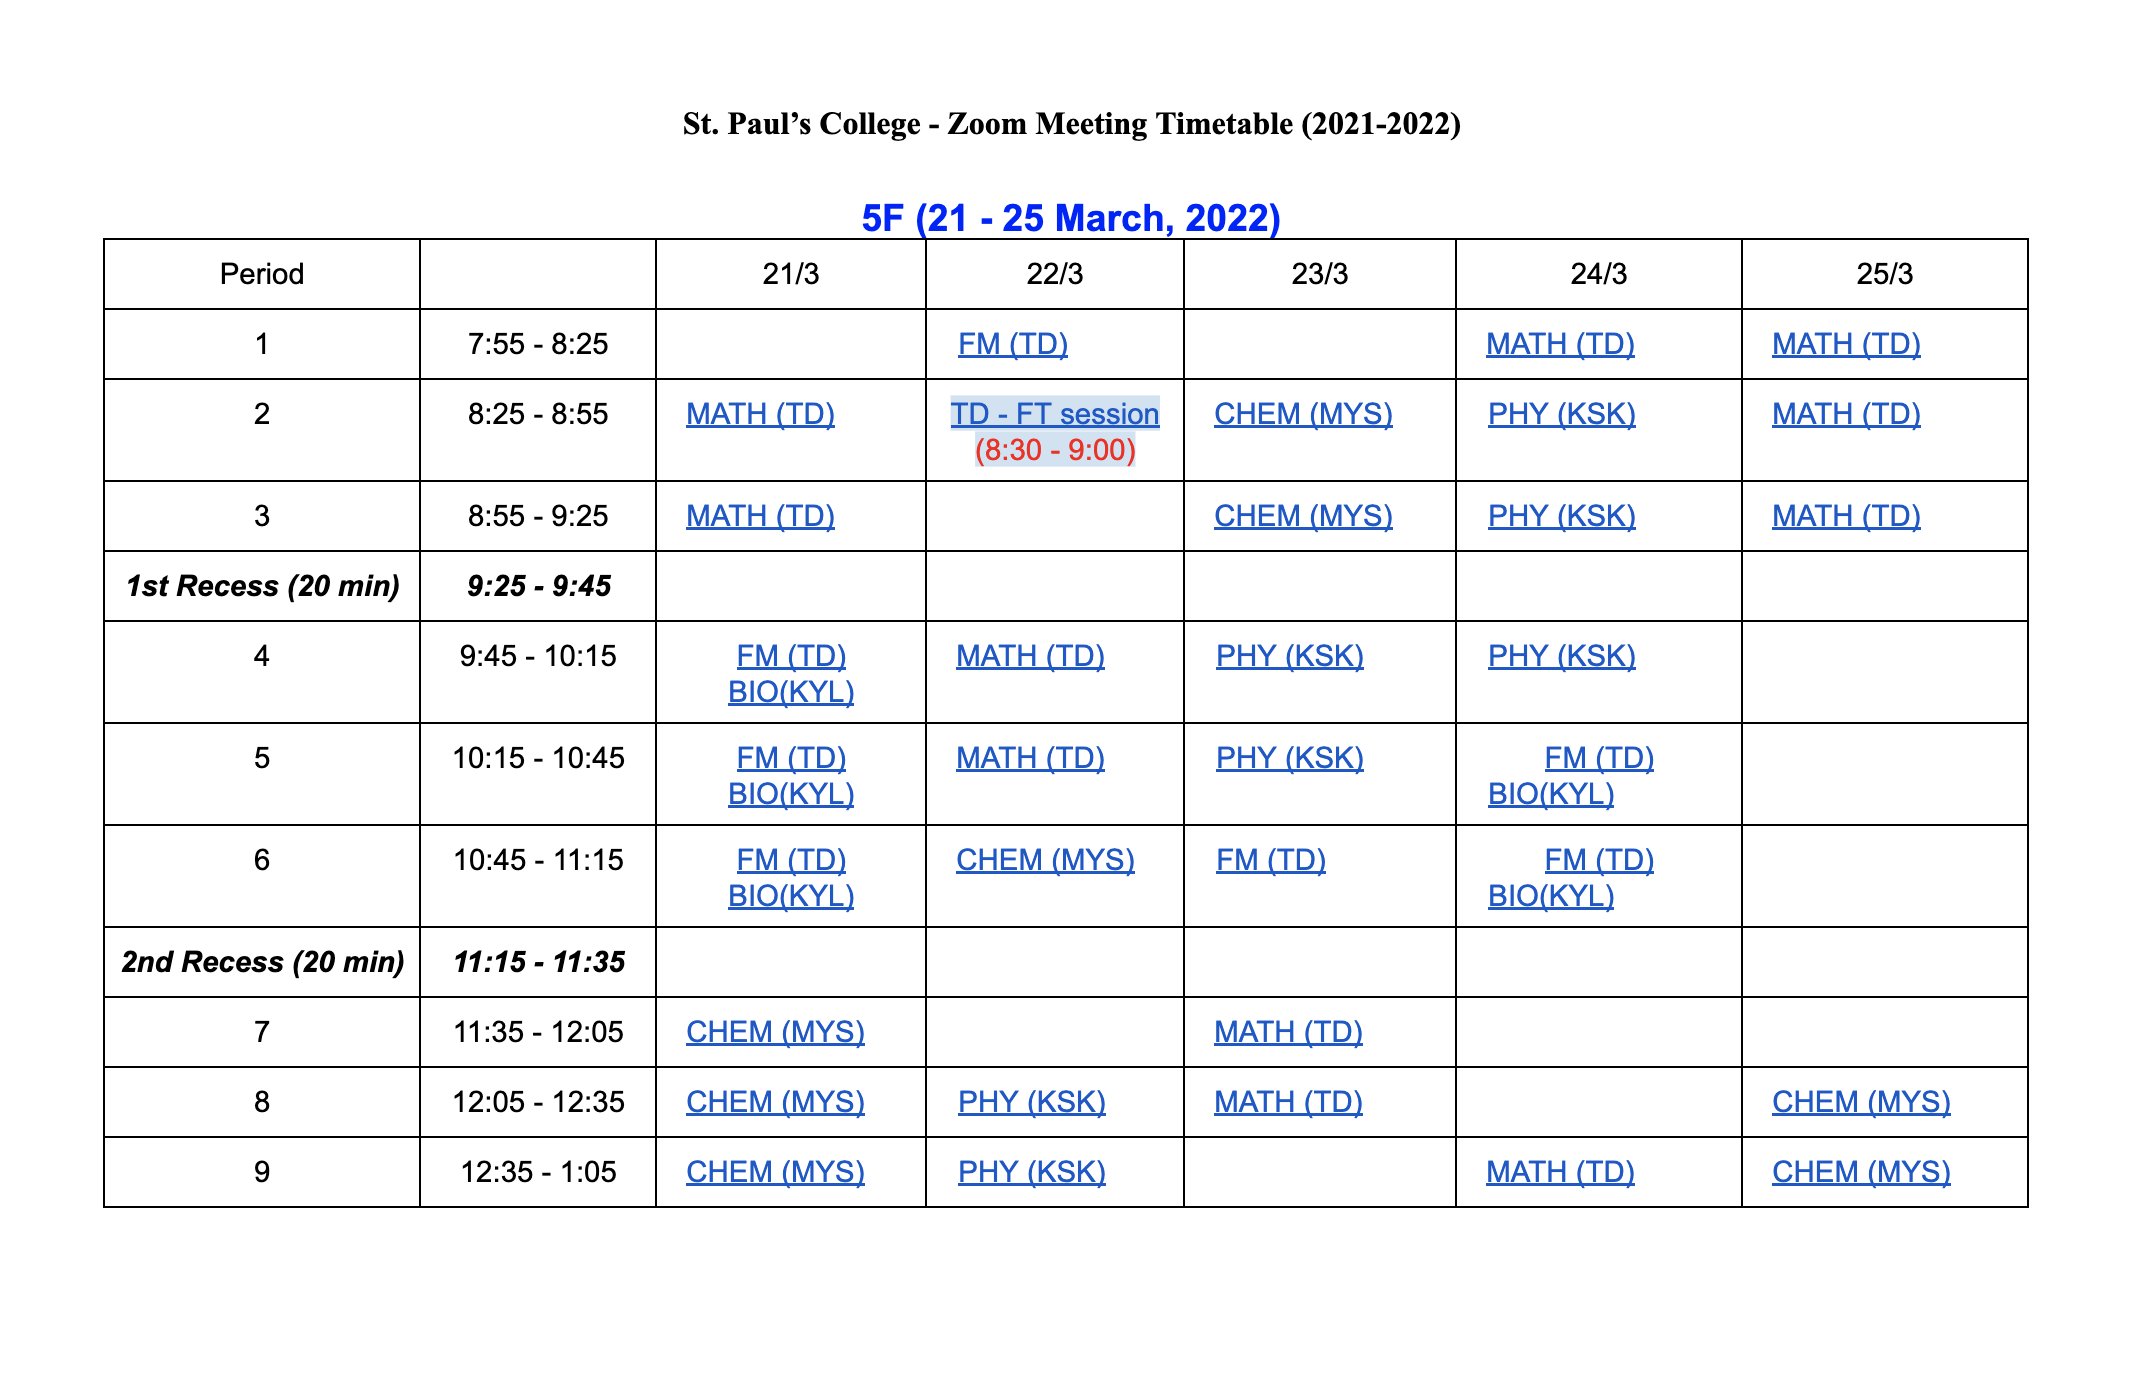 St. Paul’s College - Zoom Meeting Timetable (2021-2022)
5F (21 - 25 March, 2022)
Period 21/3 22/3 23/3 24/3 25/3
1 7:55 - 8:25 FM (TD) MATH (TD) MATH (TD)
2 8:25 - 8:55 MATH (TD) TD - FT session CHEM (MYS) PHY (KSK) MATH (TD)
(8:30 - 9:00)
3 8:55 - 9:25 MATH (TD) CHEM (MYS) PHY (KSK) MATH (TD)
1st Recess (20 min) 9:25 - 9:45
4 9:45 - 10:15 FM (TD) MATH (TD) PHY (KSK) PHY (KSK)
BIO(KYL)
5 10:15 - 10:45 FM (TD) MATH (TD) PHY (KSK) FM (TD)
BIO(KYL) BIO(KYL)
6 10:45 - 11:15 FM (TD) CHEM (MYS) FM (TD) FM (TD)
BIO(KYL) BIO(KYL)
2nd Recess (20 min) 11:15 - 11:35
7 11:35 - 12:05 CHEM (MYS) MATH (TD)
8 12:05 - 12:35 CHEM (MYS) PHY (KSK) MATH (TD) CHEM (MYS)
9 12:35 - 1:05 CHEM (MYS) PHY (KSK) MATH (TD) CHEM (MYS)